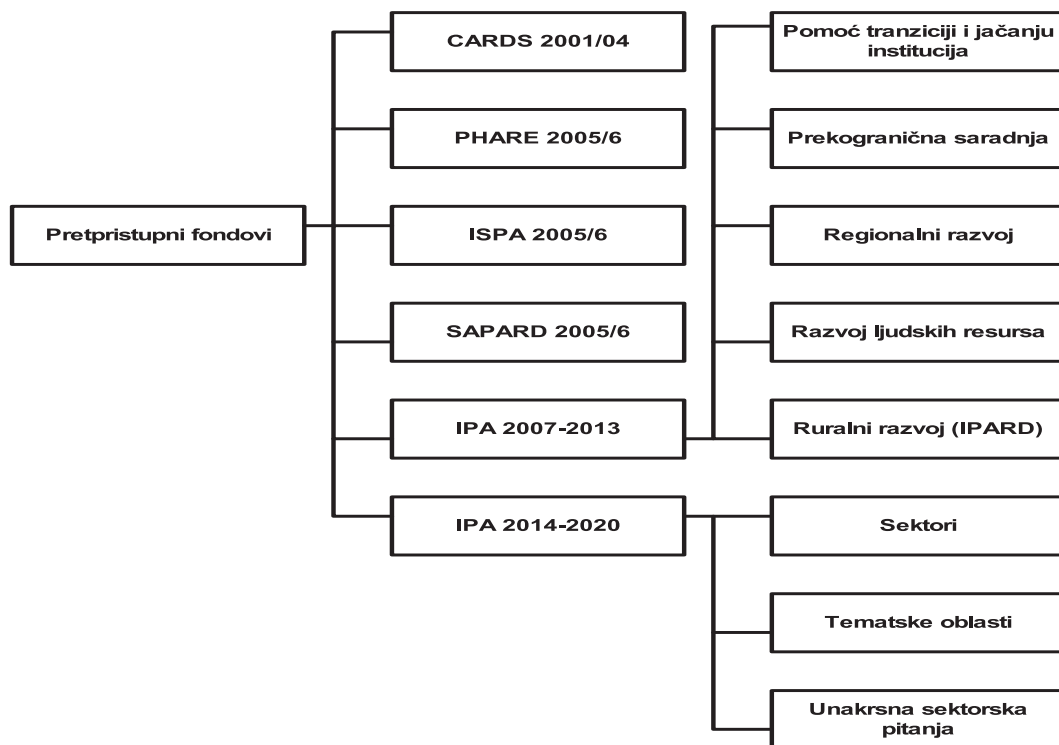 Pretpristupni fondovi
CARDS 2001/04
PHARE 2005/6
ISPA 2005/6
SAPARD 2005/6
IPA 2007-2013
IPA 2014-2020
Pomoć tranziciji i jačanju
institucija
Prekogranična saradnja
Regionalni razvoj
Razvoj ljudskih resursa
Ruralni razvoj (IPARD)
Sektori
Tematske oblasti
Unakrsna sektorska
pitanja